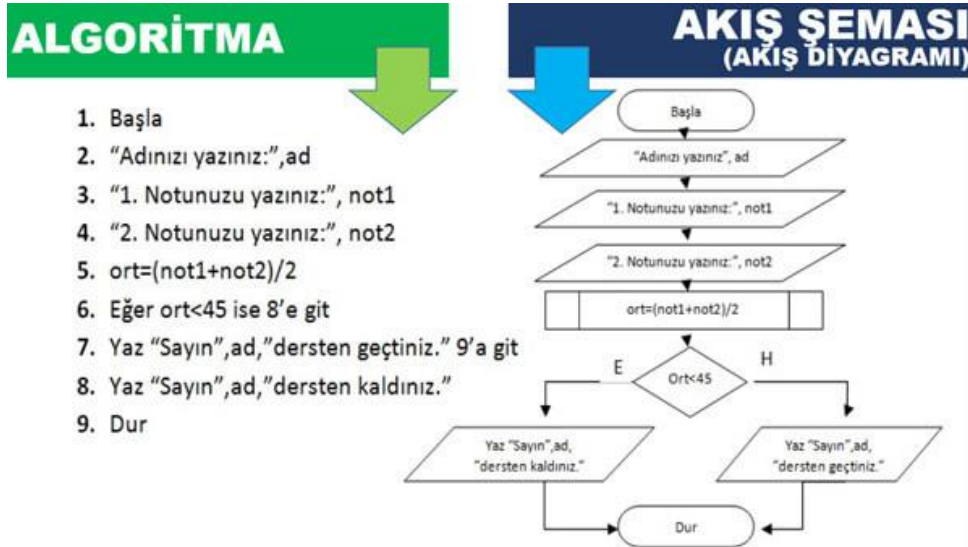 ALGORİTMA
1. Başla
2. “Adınızı yazınız:”,ad
3. “1. Notunuzu yazınız:”, not1
4. “2. Notunuzu yazınız:”, not2
5. ort=(not1+not2)/2
6. Eğer ort<45 ise 8’e git
7. Yaz “Sayın”,ad,”dersten geçtiniz.” 9’a git
8. Yaz “Sayın”,ad,”dersten kaldınız.”
9. Dur
AKIŞ ŞEMASI
(AKIŞ DİYAGRAMI)
Başla
“Adınızı yazınız”, ad
“1. Notunuzu yazınız:”, not1
“2. Notunuzu yazınız:”, not2
ort=(not1+not2)/2
E
Ort<45
H
Yaz “Sayın”,ad,
“dersten kaldınız.”
Yaz “Sayın”,ad,
“dersten geçtiniz.”
Dur